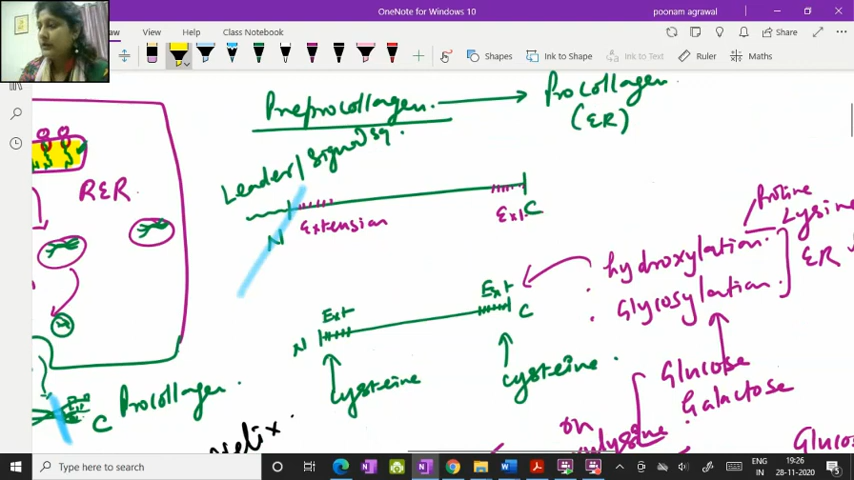 OneNote for Windows 10
poonam agrawal
View Help Class Notebook
Share
Shapes Ink to Shape Ink to Text Ruler Maths
Preprocollagen. Procollagen
(ER)
Leader/Signal sq.
RER
Extension Ext. C
N
Proline
Lysine
hydroxylation. ER
Glycosylation
Ext Ext
N C
cysteine cysteine.
Glucose
Galactose
Procollagen.
C
helix.
on
Type here to search
ENG
IN
19:26
28-11-2020